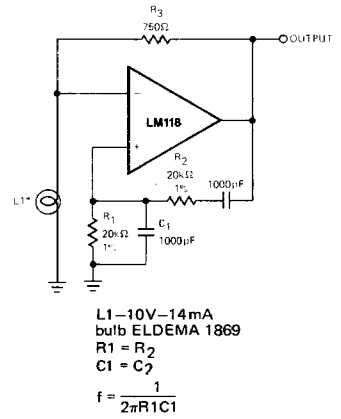 R3
750Ω
OUTPUT
−
LM118
+
R2
20kΩ
1%
1000pF
L1*
R1
20kΩ
1%
C1
1000pF
L1–10V–14mA
bulb ELDEMA 1869
R1 = R2
C1 = C2
f = 1
2πR1C1